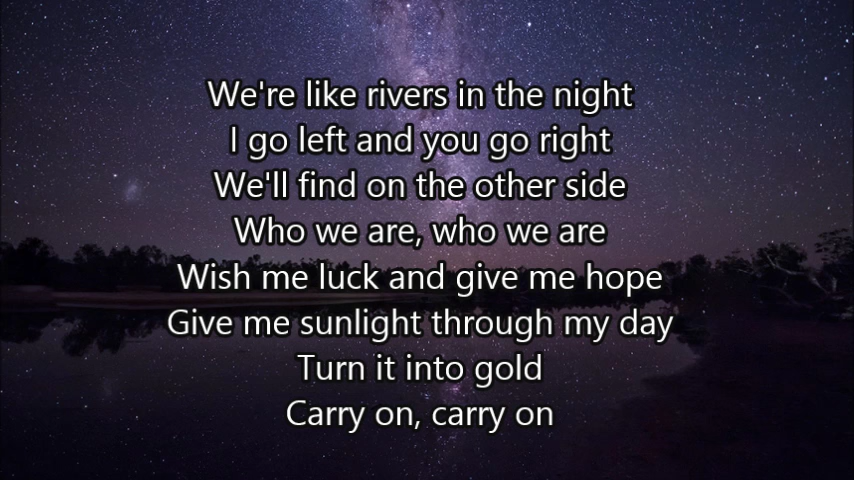 We're like rivers in the night
I go left and you go right
We'll find on the other side
Who we are, who we are
Wish me luck and give me hope
Give me sunlight through my day
Turn it into gold
Carry on, carry on